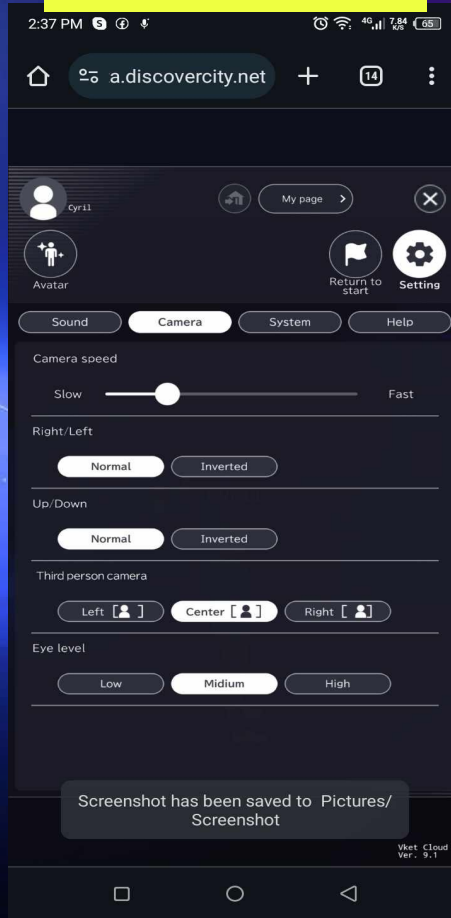 2:37 PM S 4G 7.84 K/S 65
a.discovercity.net + 14
Cyril
My page >
Avatar
Return to start
Setting
Sound Camera System Help
Camera speed
Slow Fast
Right/Left
Normal Inverted
Up/Down
Normal Inverted
Third person camera
Left [ ] Center [ ] Right [ ]
Eye level
Low Midium High
Screenshot has been saved to Pictures/
Screenshot
Vket Cloud
Ver. 9.1